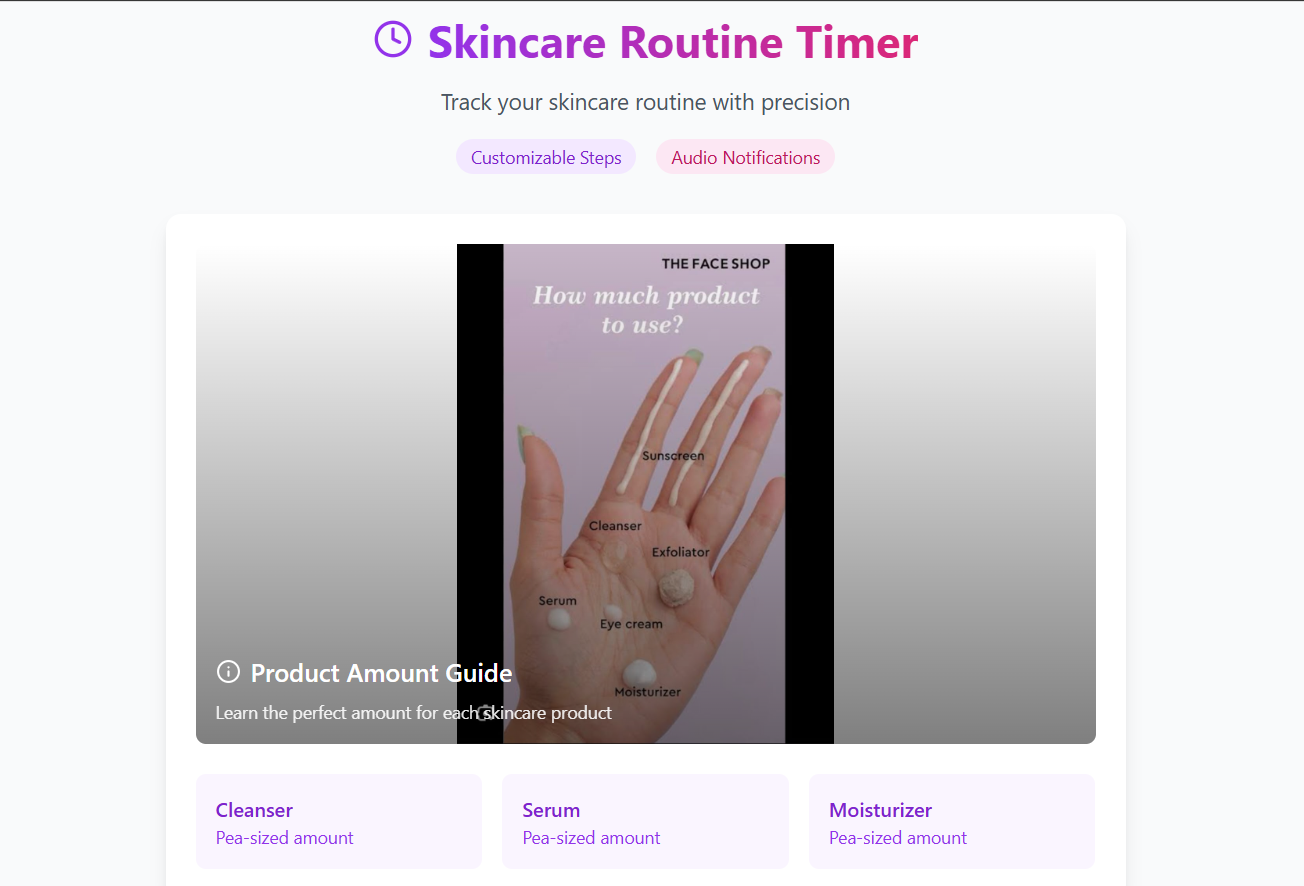 Skincare Routine Timer
Track your skincare routine with precision
Customizable Steps
Audio Notifications
THE FACE SHOP
How much product
to use?
Sunscreen
Cleanser
Exfoliator
Serum
Eye cream
Moisturizer
Product Amount Guide
Learn the perfect amount for each skincare product
Cleanser
Pea-sized amount
Serum
Pea-sized amount
Moisturizer
Pea-sized amount